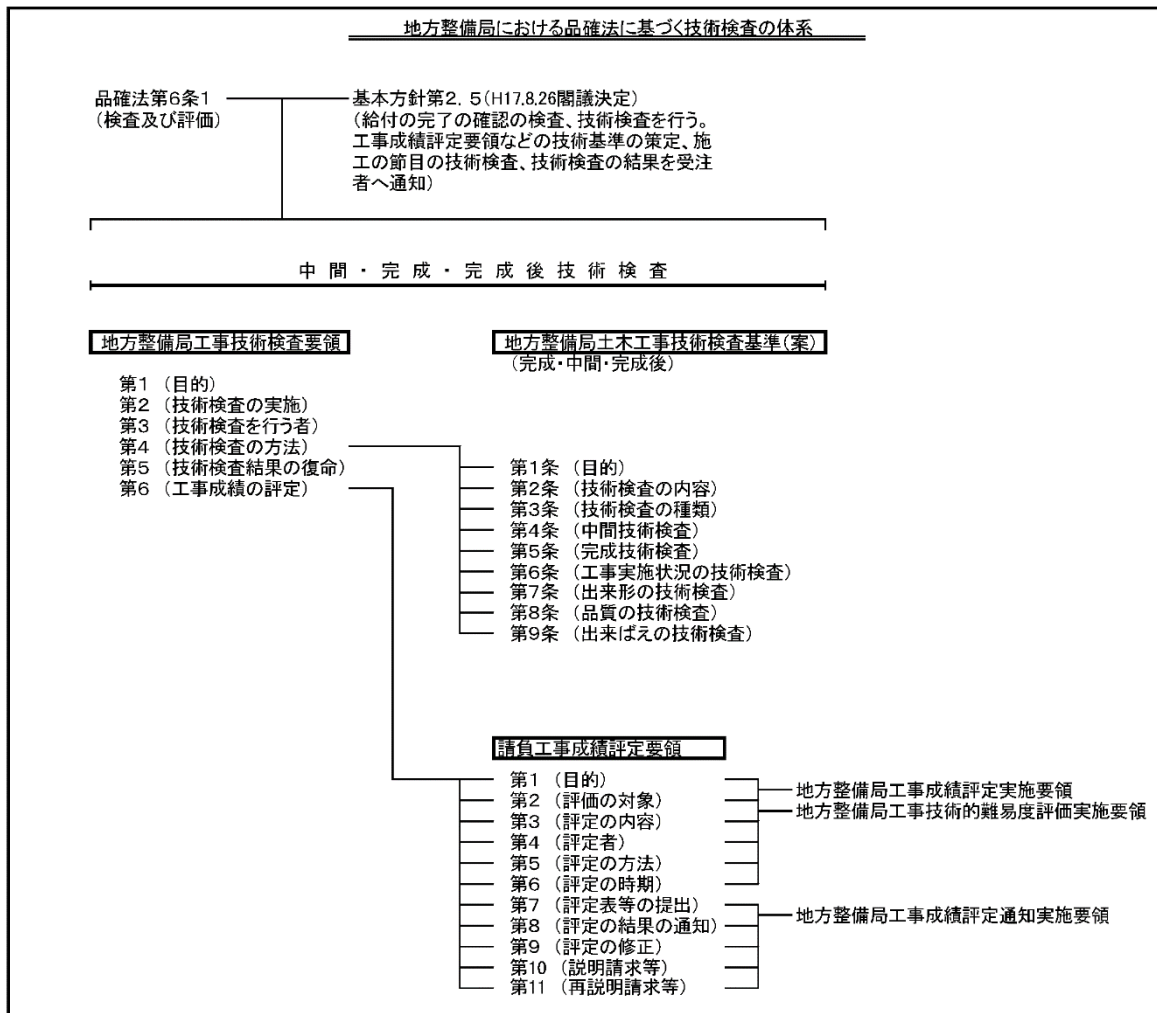 地方整備局における品確法に基づく技術検査の体系
品確法第6条1
(検査及び評価)
基本方針第2.5(H17.8.26閣議決定)
(給付の完了の確認の検査、技術検査を行う。
工事成績評定要領などの技術基準の策定、施
工の節目の技術検査、技術検査の結果を受注
者へ通知)
中間・完成・完成後技術検査
地方整備局工事技術検査要領
第1 (目的)
第2 (技術検査の実施)
第3 (技術検査を行う者)
第4 (技術検査の方法)
第5 (技術検査結果の復命)
第6 (工事成績の評定)
地方整備局土木工事技術検査基準(案)
(完成・中間・完成後)
第1条 (目的)
第2条 (技術検査の内容)
第3条 (技術検査の種類)
第4条 (中間技術検査)
第5条 (完成技術検査)
第6条 (工事実施状況の技術検査)
第7条 (出来形の技術検査)
第8条 (品質の技術検査)
第9条 (出来ばえの技術検査)
請負工事成績評定要領
第1 (目的)
第2 (評価の対象)
第3 (評定の内容)
第4 (評定者)
第5 (評定の方法)
第6 (評定の時期)
第7 (評定表等の提出)
第8 (評定の結果の通知)
第9 (評定の修正)
第10 (説明請求等)
第11 (再説明請求等)
地方整備局工事成績評定実施要領
地方整備局工事技術的難易度評価実施要領
地方整備局工事成績評定通知実施要領